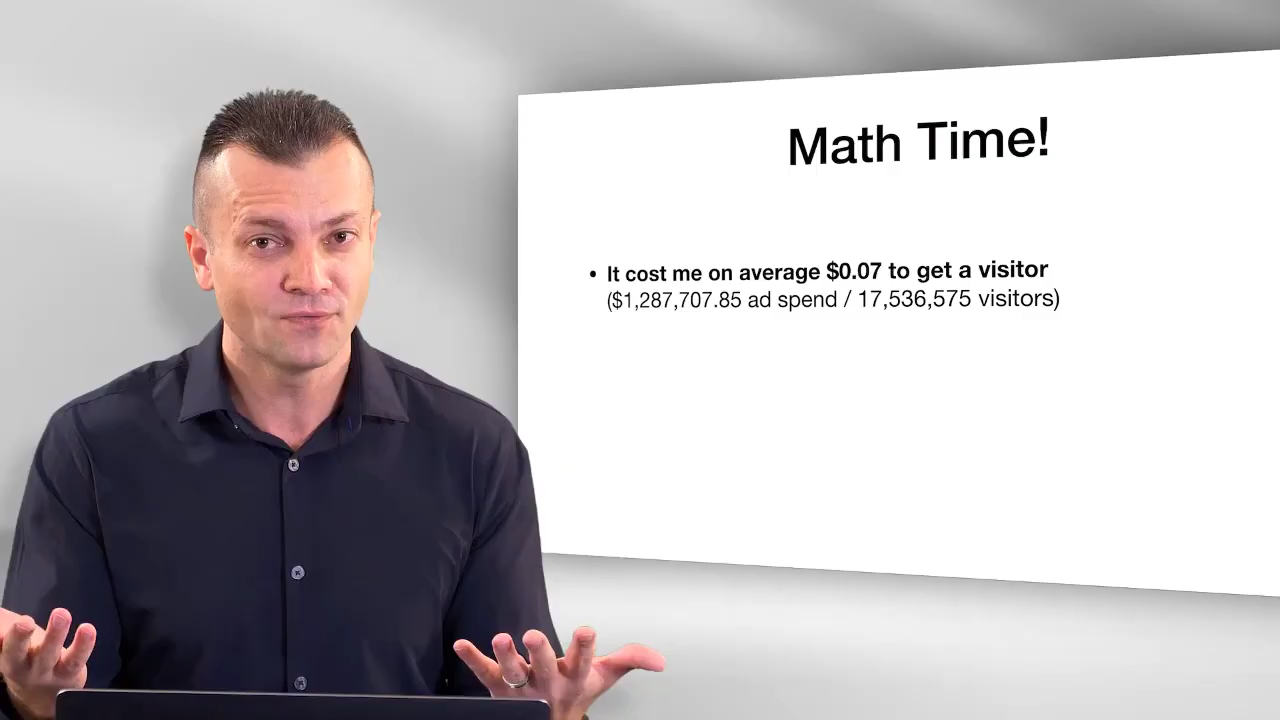 Math Time!
• It cost me on average $0.07 to get a visitor
($1,287,707.85 ad spend / 17,536,575 visitors)